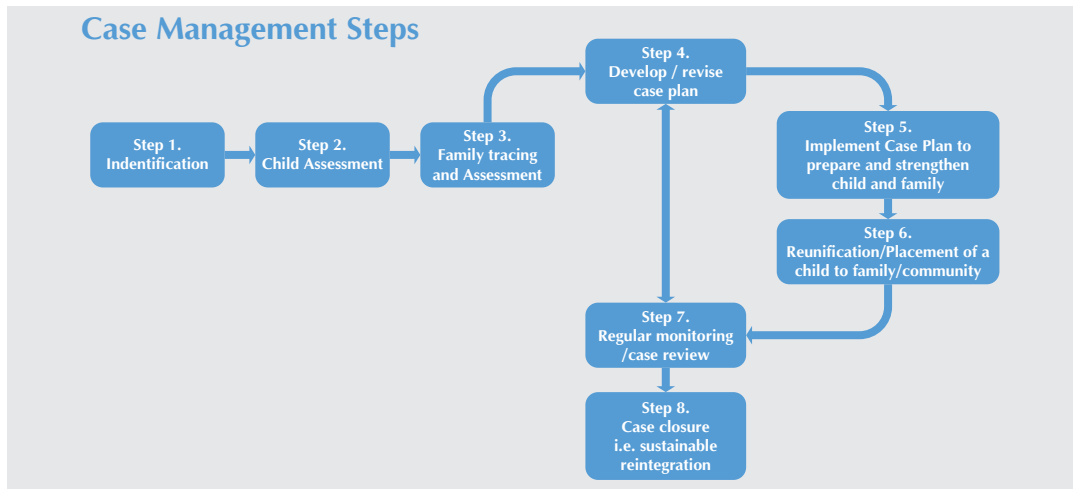 Case Management Steps
Step 1.
Indentification
Step 2.
Child Assessment
Step 3.
Family tracing
and Assessment
Step 4.
Develop / revise
case plan
Step 5.
Implement Case Plan to
prepare and strengthen
child and family
Step 6.
Reunification/Placement of a
child to family/community
Step 7.
Regular monitoring
/case review
Step 8.
Case closure
i.e. sustainable
reintegration